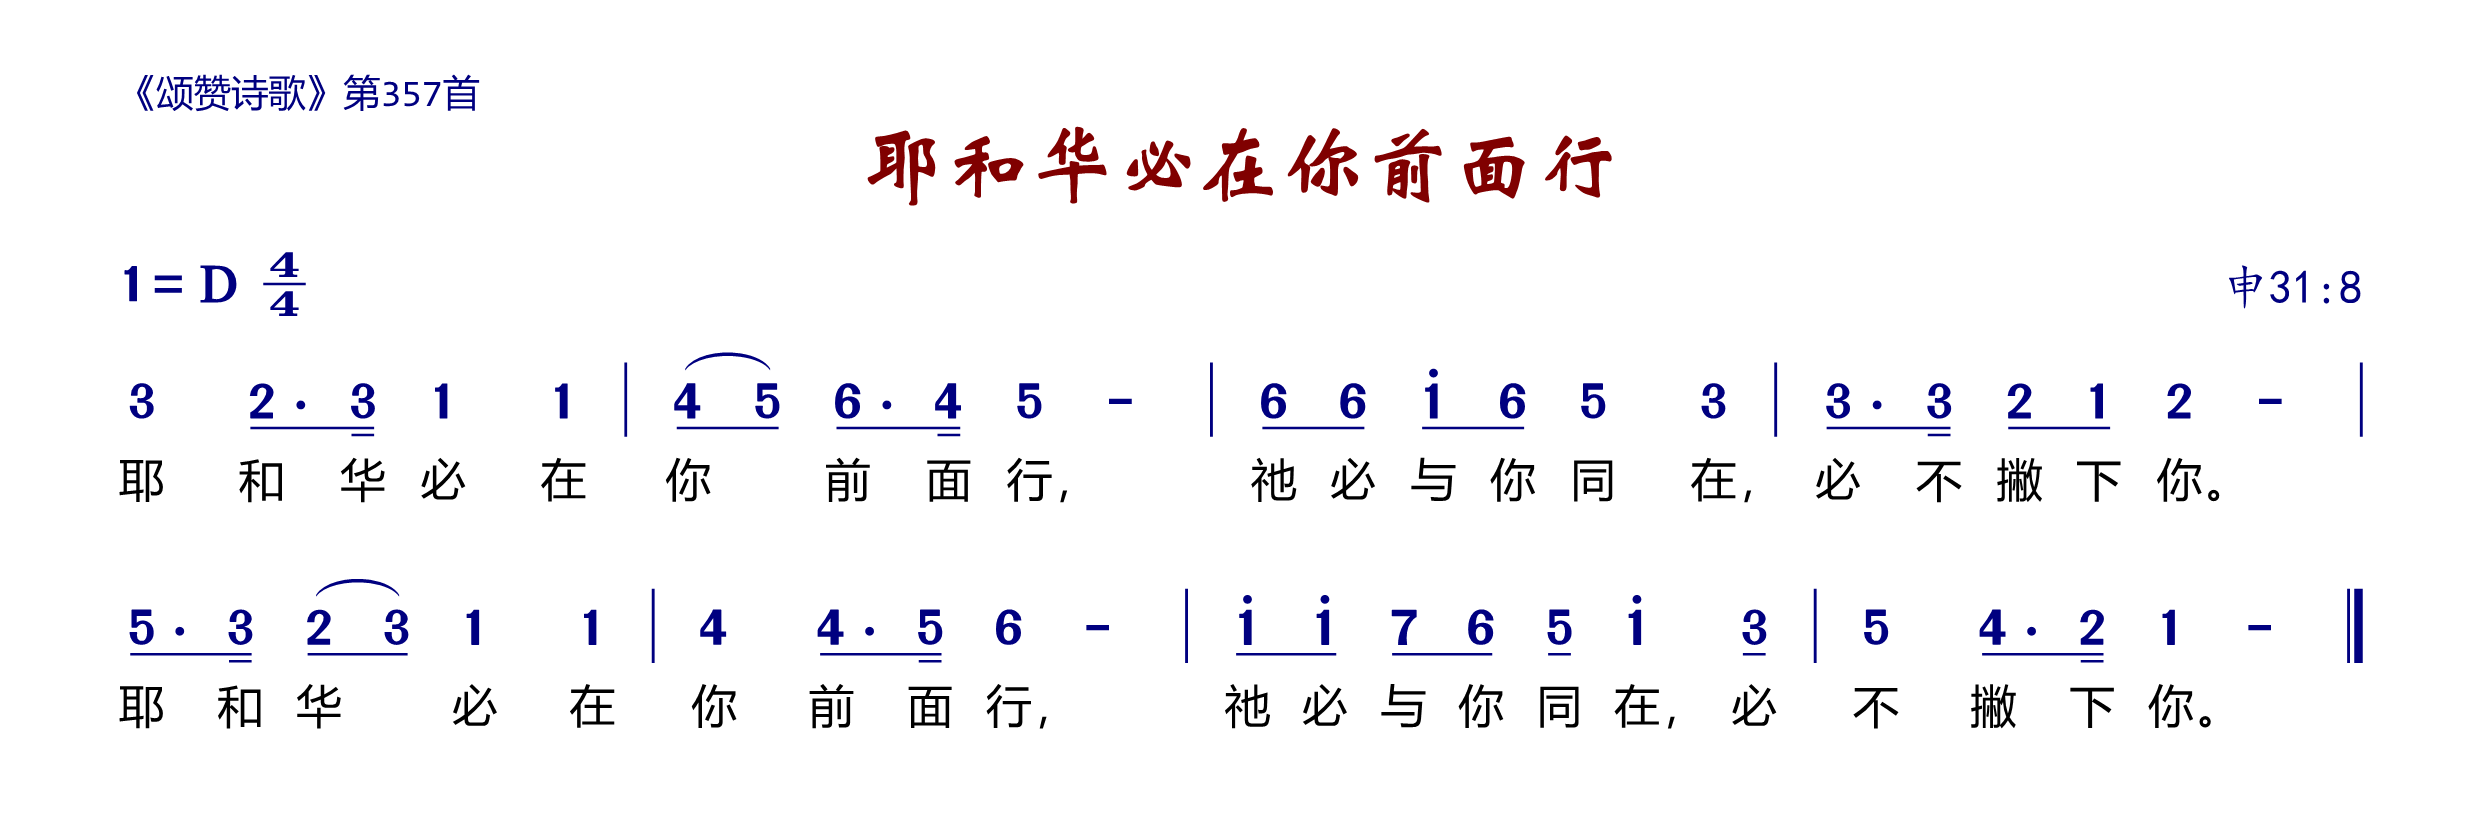 《颂赞诗歌》第357首
耶和华必在你前面行
1=D 4/4
申31:8
3 2·3 1 1 | 4 5 6·4 5 - | 6 6 i 6 5 3 | 3·3 2 1 2 - |
耶 和 华 必 在 你 前 面 行, 祂 必 与 你 同 在, 必 不 撇 下 你。
5·3 2 3 1 1 | 4 4·5 6 - | i i 7 6 5 i 3 | 5 4·2 1 - ‖
耶 和 华 必 在 你 前 面 行, 祂 必 与 你 同 在, 必 不 撇 下 你。